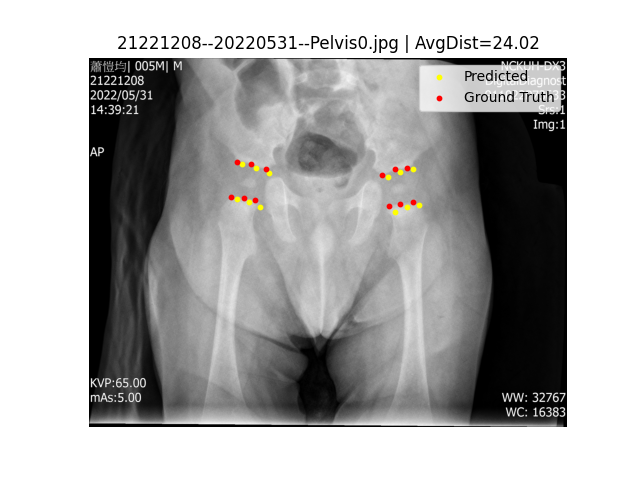 21221208--20220531--Pelvis0.jpg | AvgDist=24.02
蕭愷均| 005M| M
21221208
2022/05/31
14:39:21
AP
NCKUH-DX3
Predicted
Ground Truth
Srs:1
Img:1
KVP:65.00
mAs:5.00
WW: 32767
WC: 16383